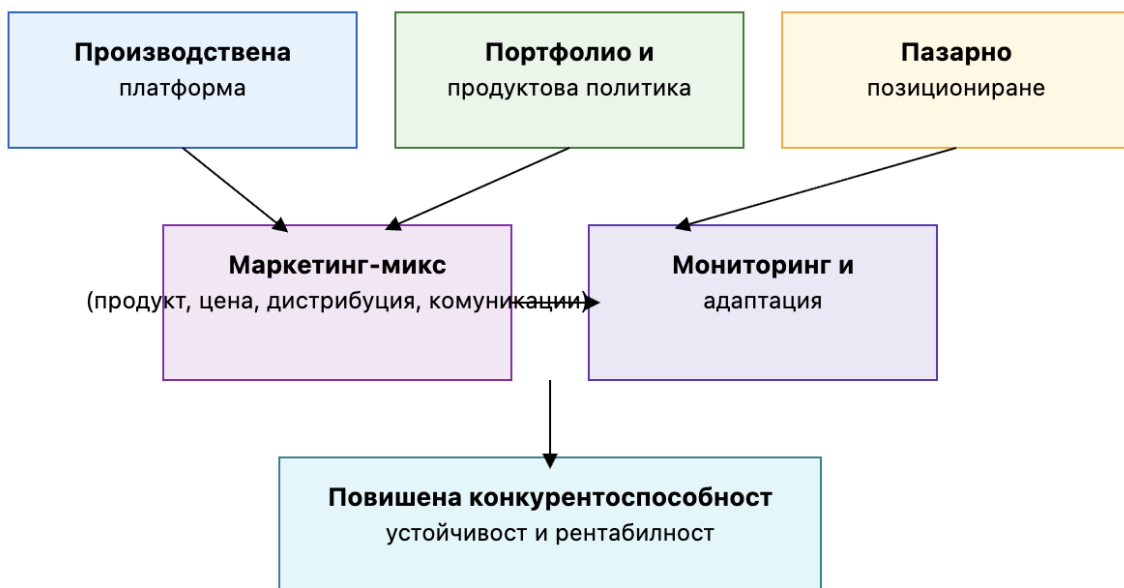 Производствена
платформа
Портфолио и
продуктова политика
Пазарно
позициониране
Маркетинг-микс
(продукт, цена, дистрибуция, комуникации)
Мониторинг и
адаптация
Повишена конкурентоспособност
устойчивост и рентабилност